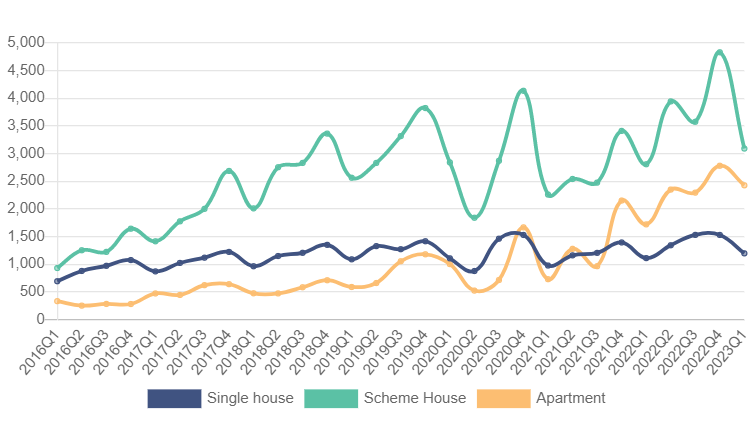 5,000
4,500
4,000
3,500
3,000
2,500
2,000
1,500
1,000
500
0
2016Q1
2016Q2
2016Q3
2016Q4
2017Q1
2017Q2
2017Q3
2017Q4
2018Q1
2018Q2
2018Q3
2018Q4
2019Q1
2019Q2
2019Q3
2019Q4
2020Q1
2020Q2
2020Q3
2020Q4
2021Q1
2021Q2
2021Q3
2021Q4
2022Q1
2022Q2
2022Q3
2022Q4
2023Q1
Single house Scheme House Apartment